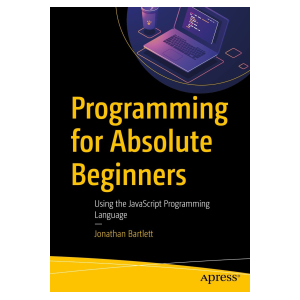 Programming
for Absolute
Beginners
Using the JavaScript Programming
Language
—
Jonathan Bartlett
Apress®